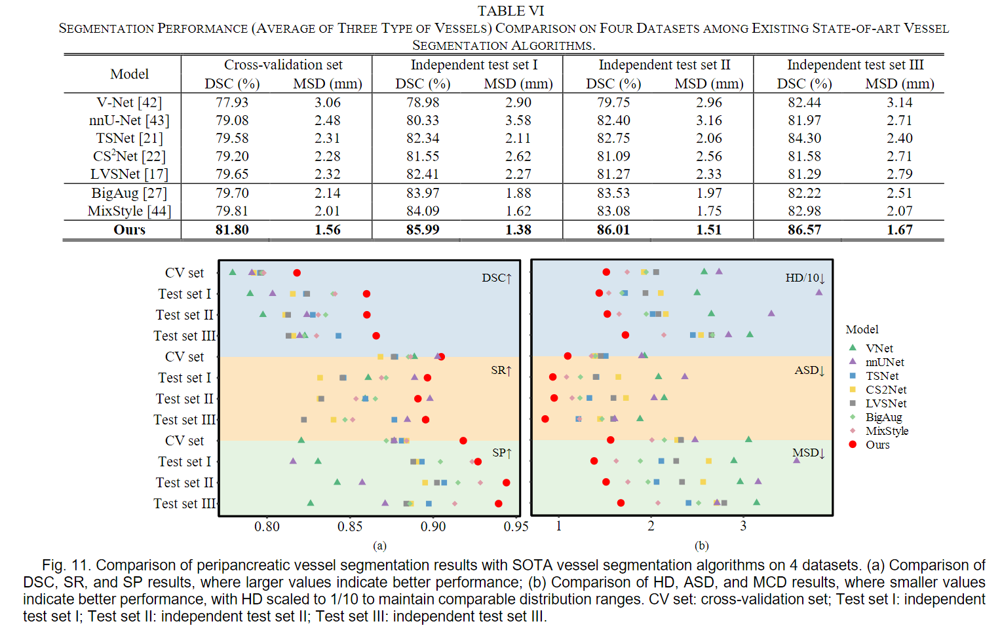 TABLE VI
SEGMENTATION PERFORMANCE (AVERAGE OF THREE TYPE OF VESSELS) COMPARISON ON FOUR DATASETS AMONG EXISTING STATE-OF-ART VESSEL
SEGMENTATION ALGORITHMS.
Model Cross-validation set Independent test set I Independent test set II Independent test set III
DSC (%) MSD (mm) DSC (%) MSD (mm) DSC (%) MSD (mm) DSC (%) MSD (mm)
V-Net [42] 77.93 3.06 78.98 2.90 79.75 2.96 82.44 3.14
nnU-Net [43] 79.08 2.48 80.33 3.58 82.40 3.16 81.97 2.71
TSNet [21] 79.58 2.31 82.34 2.11 82.75 2.06 84.30 2.40
CS²Net [22] 79.20 2.28 81.55 2.62 81.09 2.56 81.58 2.71
LVSNet [17] 79.65 2.32 82.41 2.27 81.27 2.33 81.29 2.79
BigAug [27] 79.70 2.14 83.97 1.88 83.53 1.97 82.22 2.51
MixStyle [44] 79.81 2.01 84.09 1.62 83.08 1.75 82.98 2.07
Ours 81.80 1.56 85.99 1.38 86.01 1.51 86.57 1.67
CV set
Test set I
Test set II
Test set III
CV set
Test set I
Test set II
Test set III
CV set
Test set I
Test set II
Test set III
DSC↑
SR↑
SP↑
0.80 0.85 0.90 0.95
(a)
HD/10↓
ASD↓
MSD↓
1 2 3
(b)
Model
VNet
nnUNet
TSNet
CS2Net
LVSNet
BigAug
MixStyle
Ours
Fig. 11. Comparison of peripancreatic vessel segmentation results with SOTA vessel segmentation algorithms on 4 datasets. (a) Comparison of
DSC, SR, and SP results, where larger values indicate better performance; (b) Comparison of HD, ASD, and MCD results, where smaller values
indicate better performance, with HD scaled to 1/10 to maintain comparable distribution ranges. CV set: cross-validation set; Test set I: independent
test set I; Test set II: independent test set II; Test set III: independent test set III.